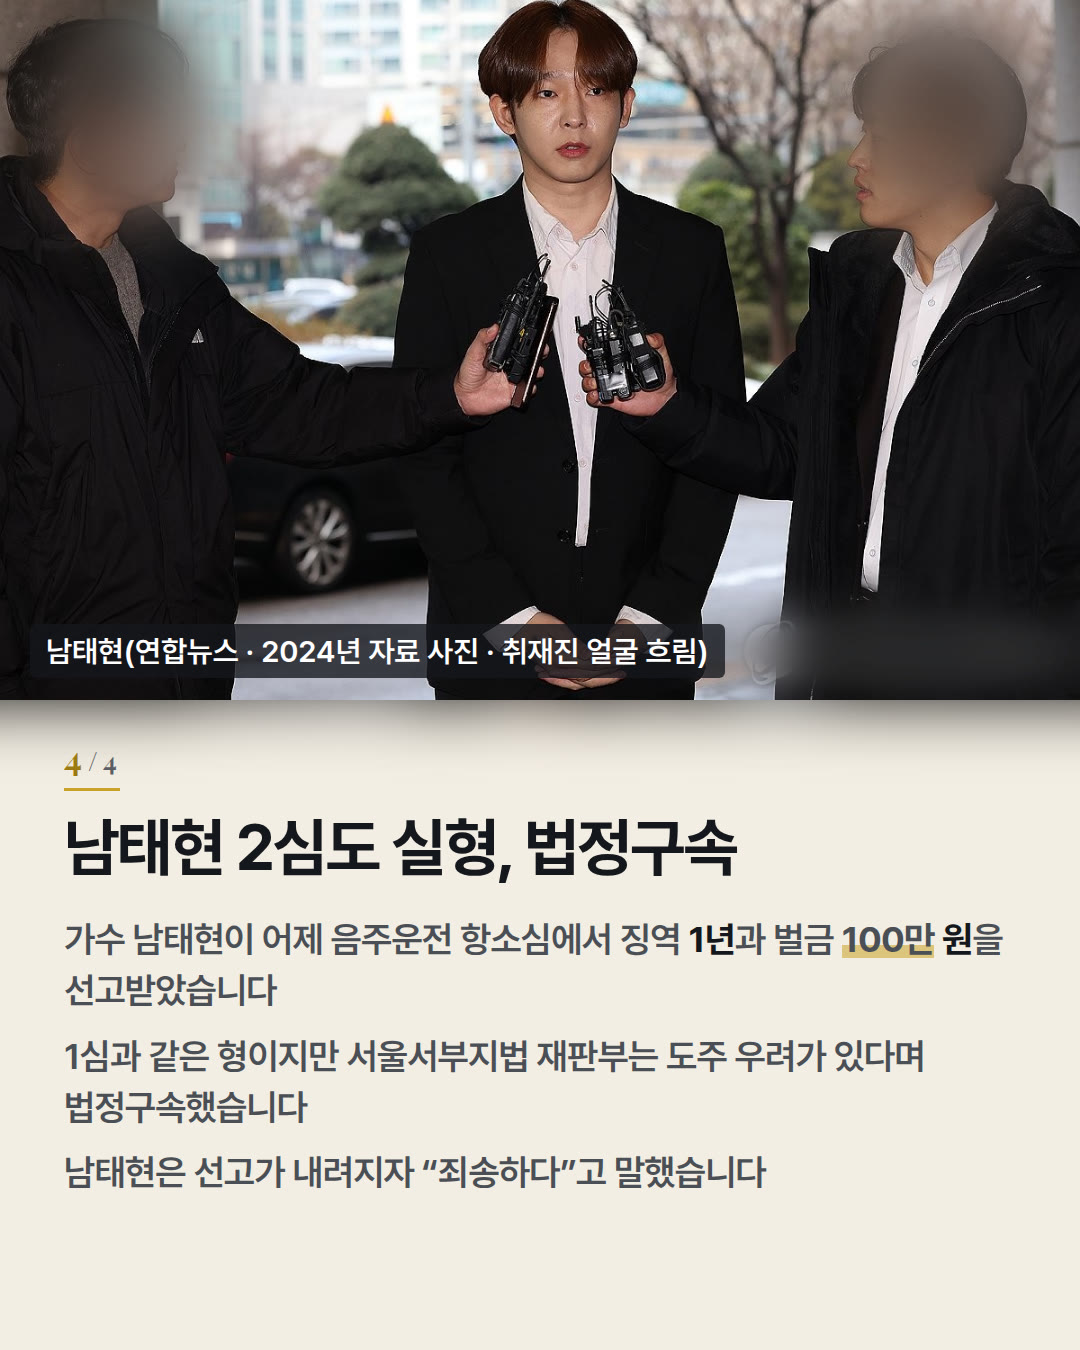 남태현(연합뉴스 · 2024년 자료 사진 · 취재진 얼굴 흐림)
4 / 4
남태현 2심도 실형, 법정구속
가수 남태현이 어제 음주운전 항소심에서 징역 1년과 벌금 100만 원을
선고받았습니다
1심과 같은 형이지만 서울서부지법 재판부는 도주 우려가 있다며
법정구속했습니다
남태현은 선고가 내려지자 “죄송하다”고 말했습니다